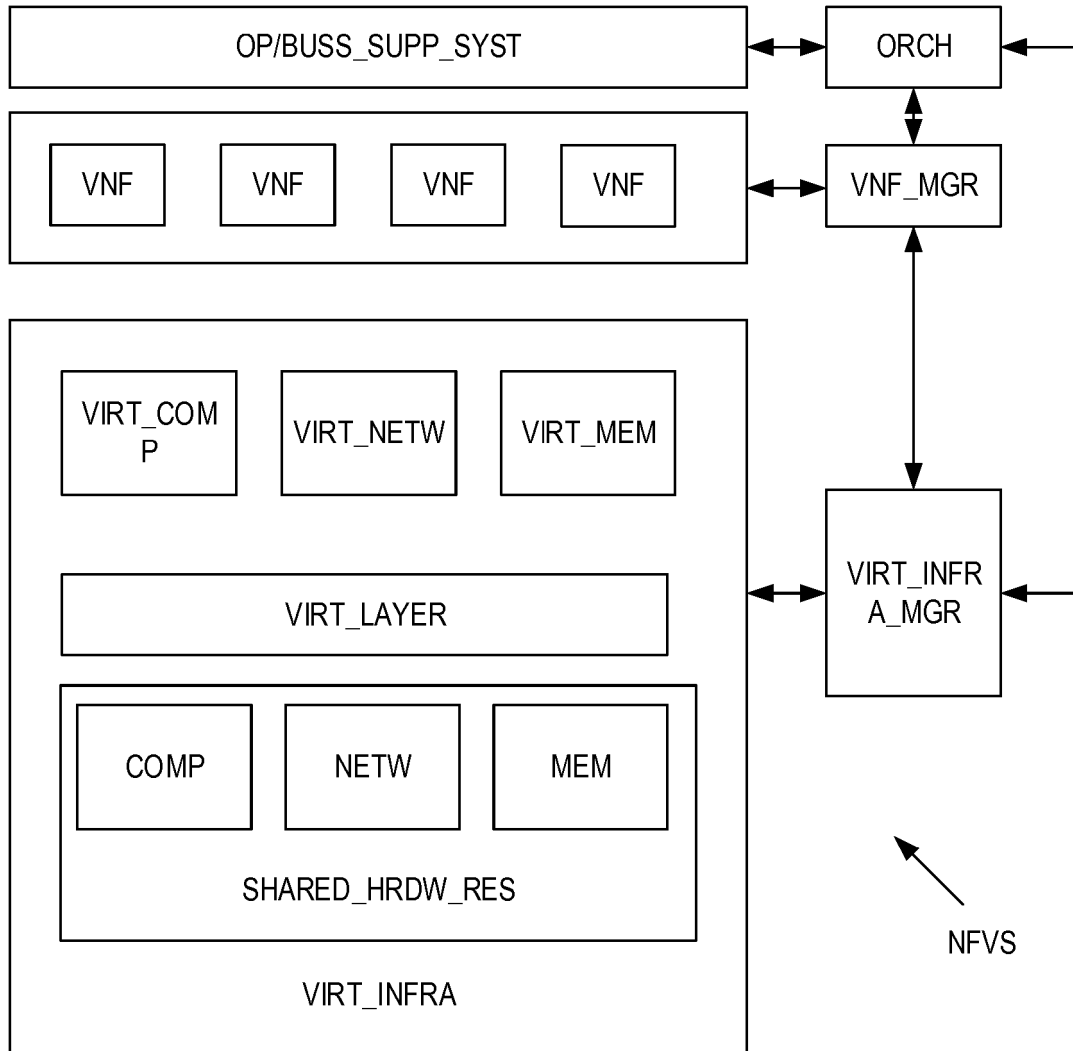 OP/BUSS_SUPP_SYST
ORCH
VNF
VNF
VNF
VNF
VNF_MGR
VIRT_COM
P
VIRT_NETW
VIRT_MEM
VIRT_LAYER
VIRT_INFR
A_MGR
COMP
NETW
MEM
SHARED_HRDW_RES
NFVS
VIRT_INFRA